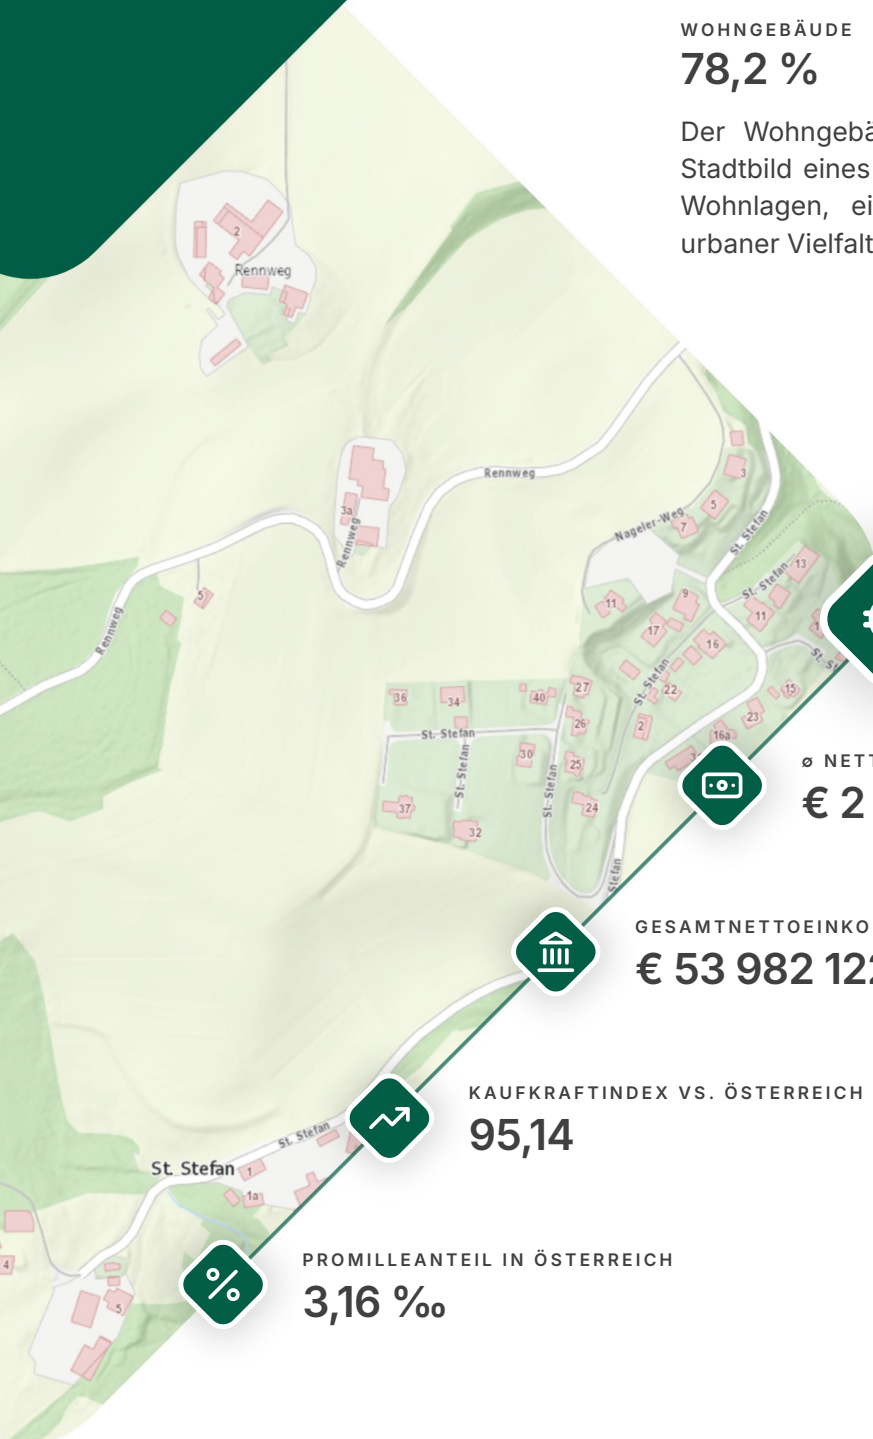 WOHNGEBÄUDE
78,2 %
Der Wohngebä
Stadtbild eines
Wohnlagen, ei
urbaner Vielfalt
2
Rennweg
Rennweg
3a
Rennweg
Rennweg
5
Nageler-Weg
3
5
7
St. Stefan
St.-Stefan
13
11
9
11
17
16
St.-Stefan
22
27
26
2
23
15
16a
36
34
40
St.-Stefan
St.-Stefan
30
25
St.-Stefan
24
37
32
Stefan
ø NETT
€ 2
GESAMTNETTOEINKO
€ 53 982 122
KAUFKRAFTINDEX VS. ÖSTERREICH
95,14
St. Stefan
St. Stefan
1
1a
4
5
PROMILLEANTEIL IN ÖSTERREICH
3,16 ‰